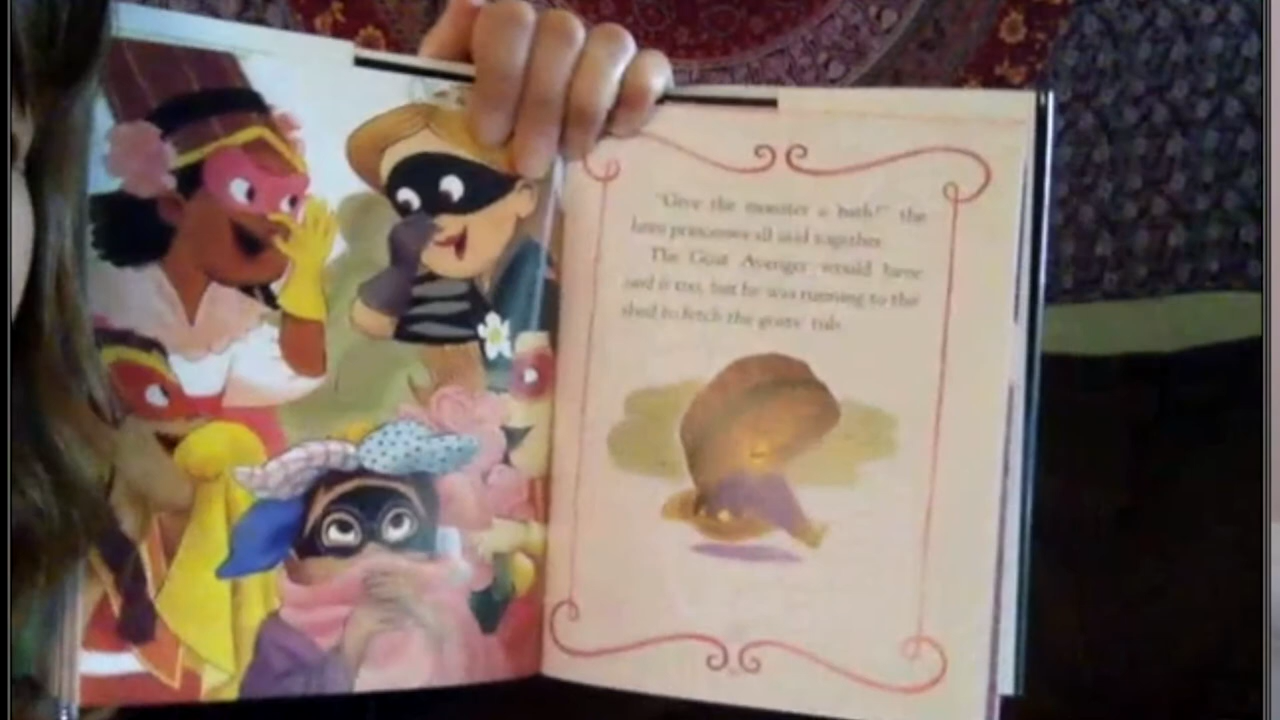 "Give the monster a bath!" the
hero princesses all said together.
The Goat Avenger would have
said it too, but he was running to the
shed to fetch the goats' tub.